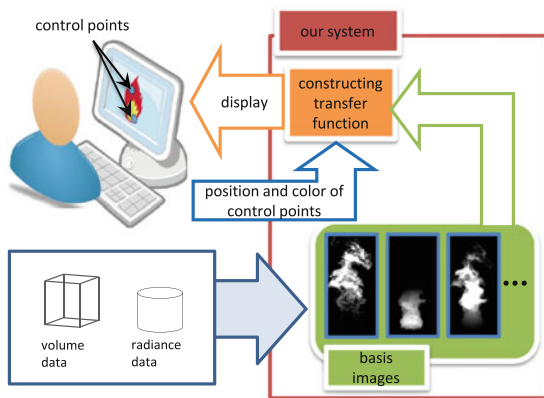 control points
our system
constructing
transfer
function
display
position and color of
control points
volume
data
radiance
data
basis
images